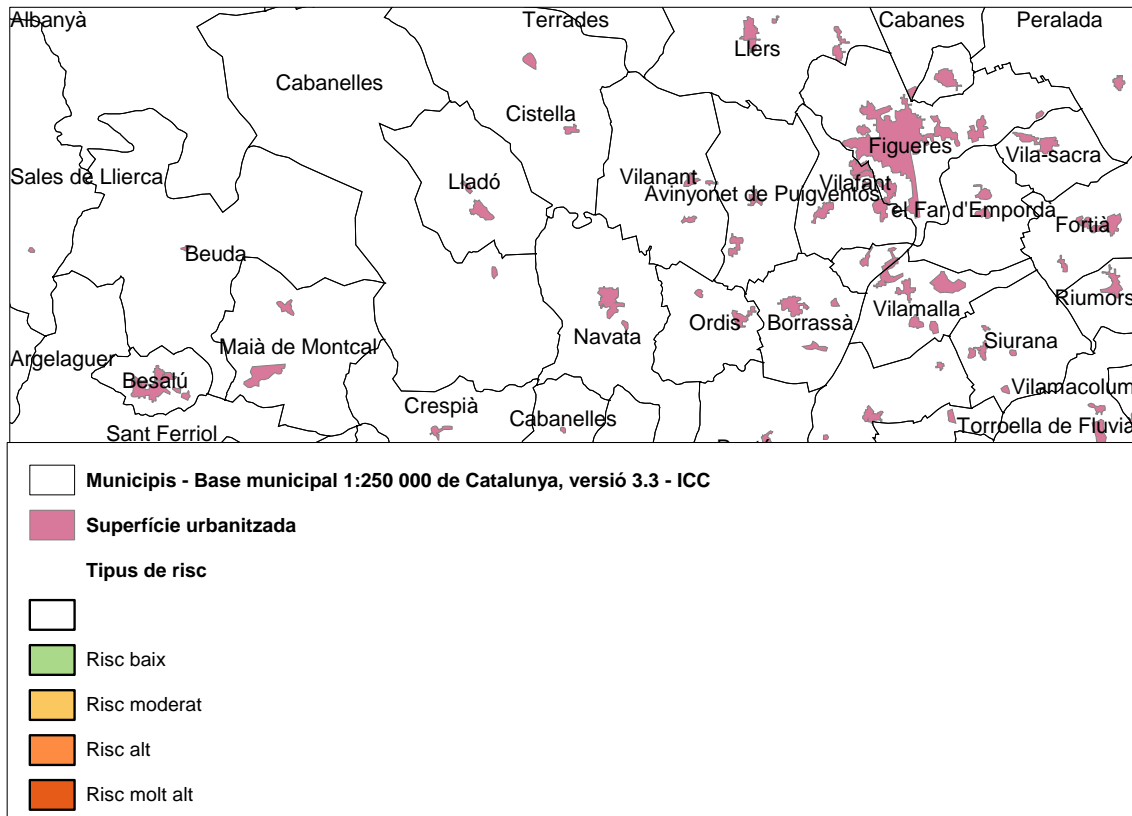 Albanyà
Terrades
Cabanes
Peralada
Llers
Cabanelles
Cistella
Figueres
Vila-sacra
Sales de Llierca
Lladó
Vilanant
Avinyonet de Puigventós
Vilafant
el Far d'Empordà
Fortià
Beuda
Riumors
Vilamalla
Navata
Ordis
Borrassà
Siurana
Maià de Montcal
Argelaguer
Besalú
Vilamacolum
Crespià
Cabanelles
Torroella de Fluvià
Sant Ferriol
Municipis - Base municipal 1:250 000 de Catalunya, versió 3.3 - ICC
Superfície urbanitzada
Tipus de risc
Risc baix
Risc moderat
Risc alt
Risc molt alt